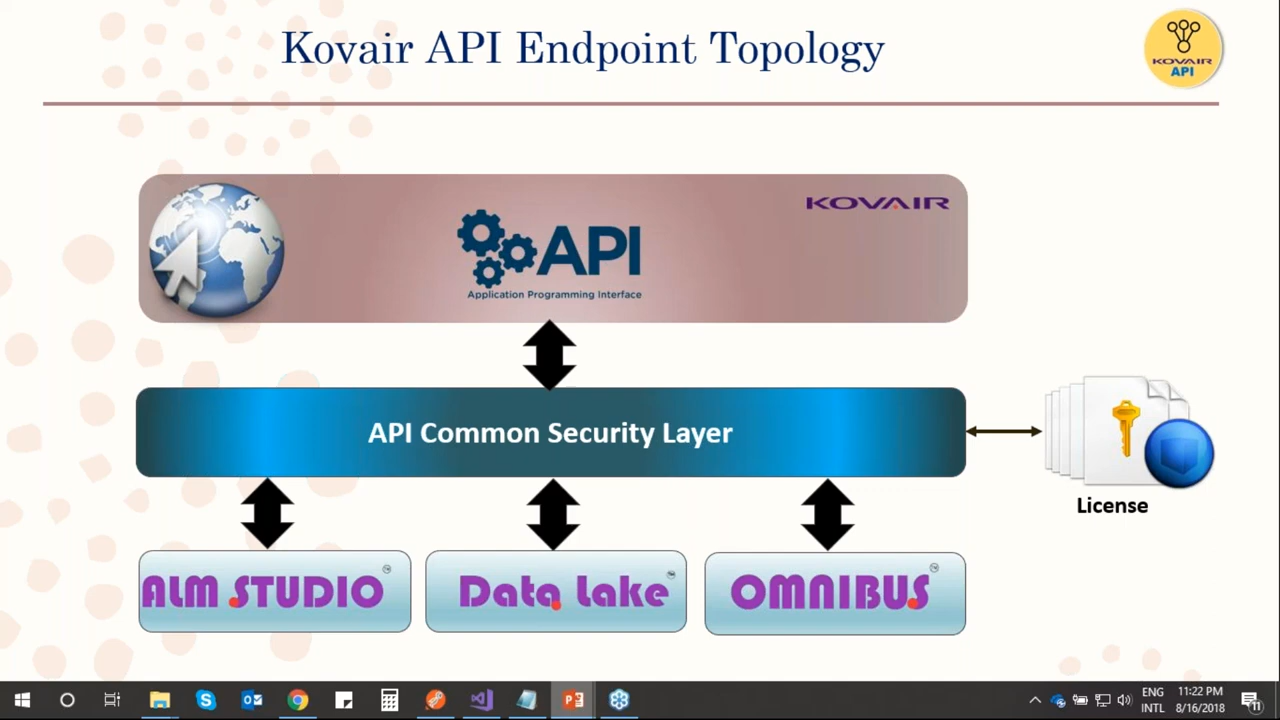 Kovair API Endpoint Topology
KOVAIR
API
KOVAIR
API
Application Programming Interface
API Common Security Layer
License
ALM STUDIO
Data Lake
OMNIBUS
ENG
INTL
11:22 PM
8/16/2018
11